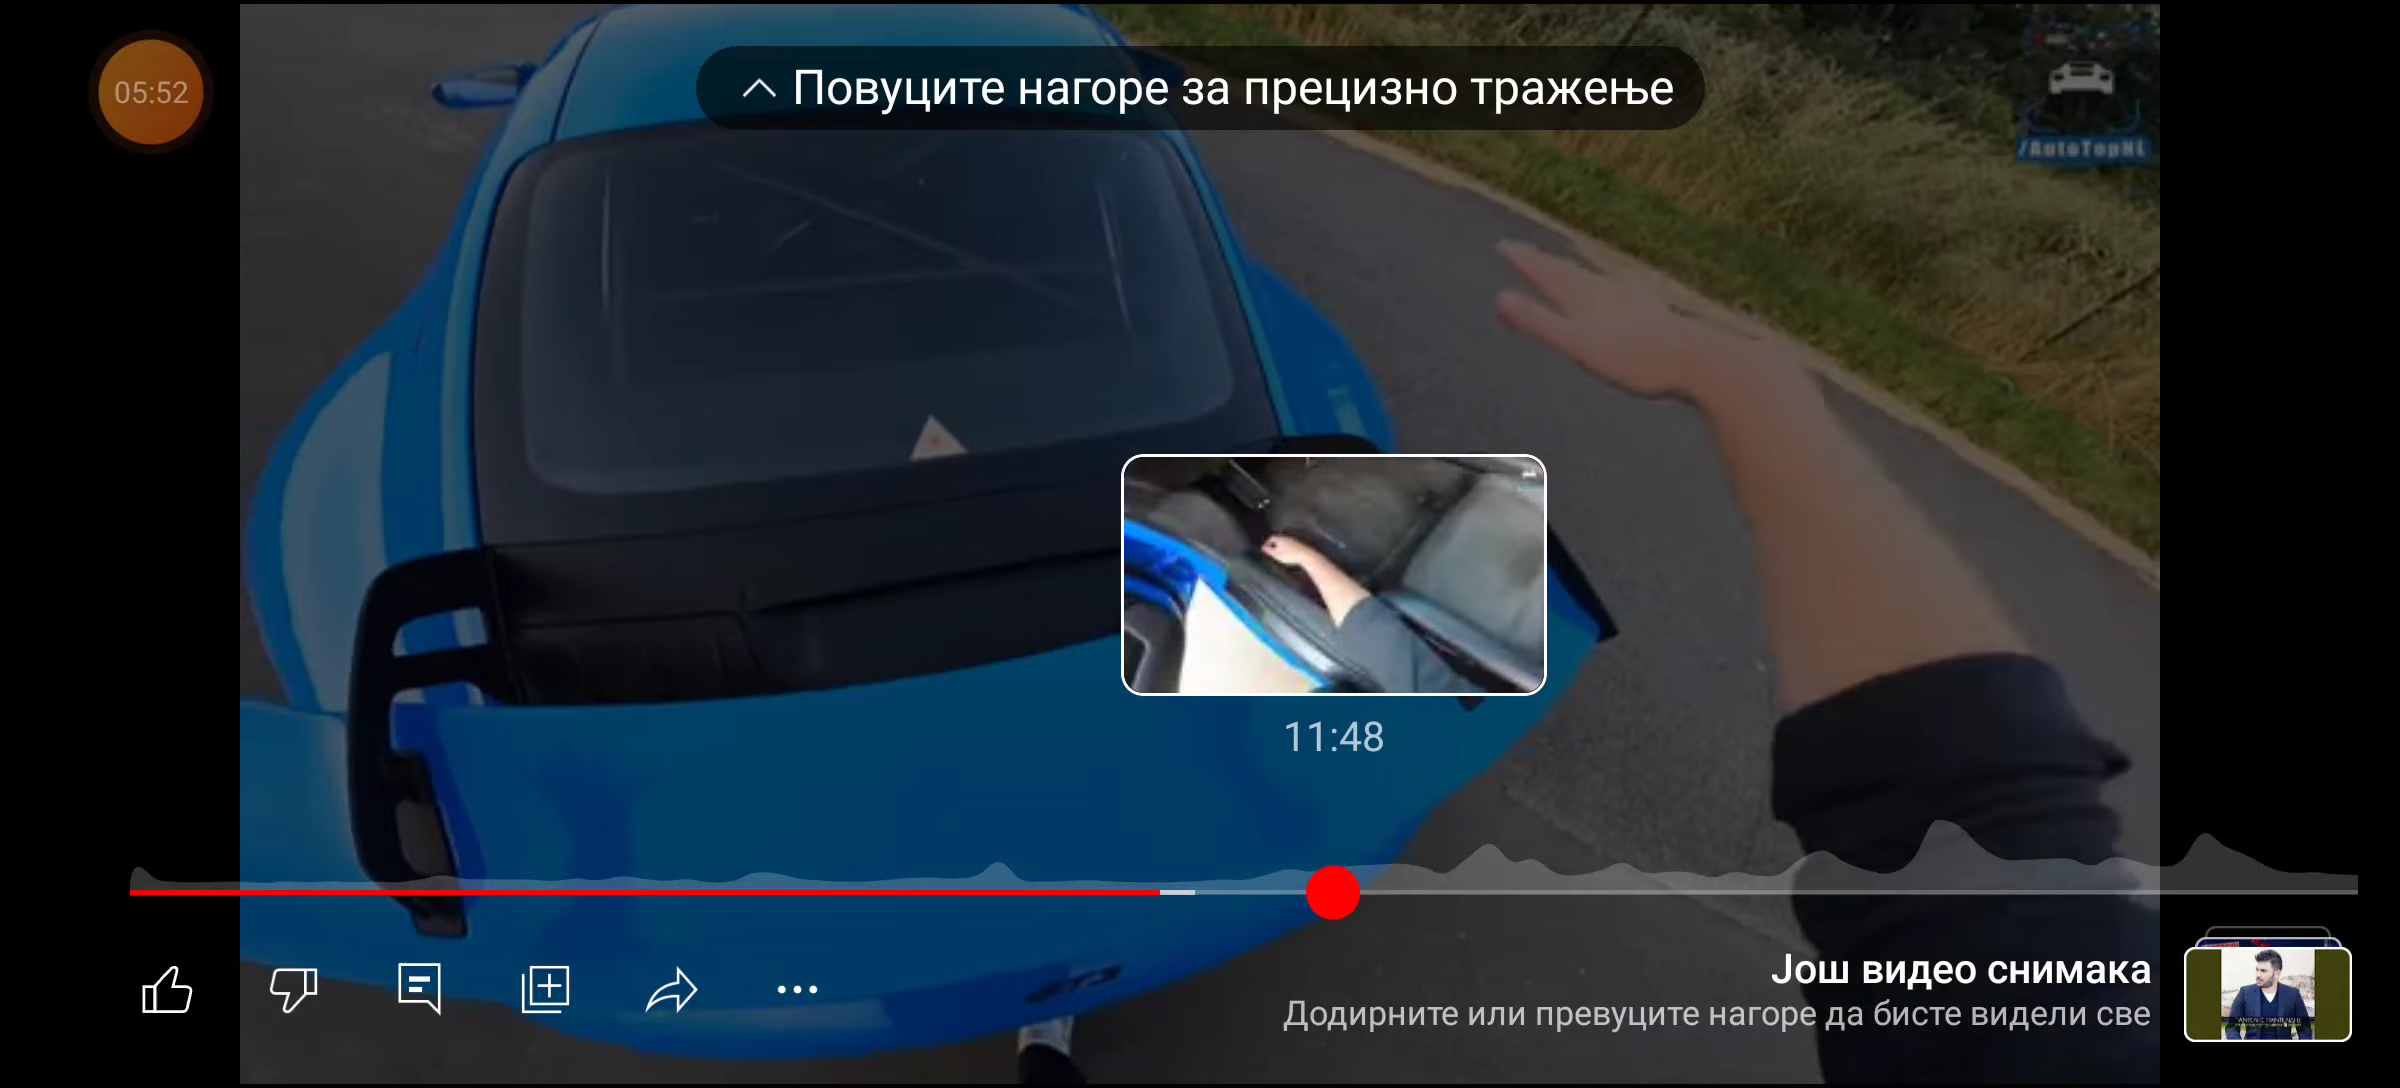 05:52
Повуците нагоре за прецизно тражење
/AutoTopNL
11:48
Још видео снимака
Додирните или превуците нагоре да бисте видели све